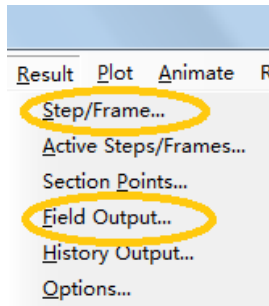 Result Plot Animate R
Step/Frame...
Active Steps/Frames...
Section Points...
Field Output...
History Output...
Options...